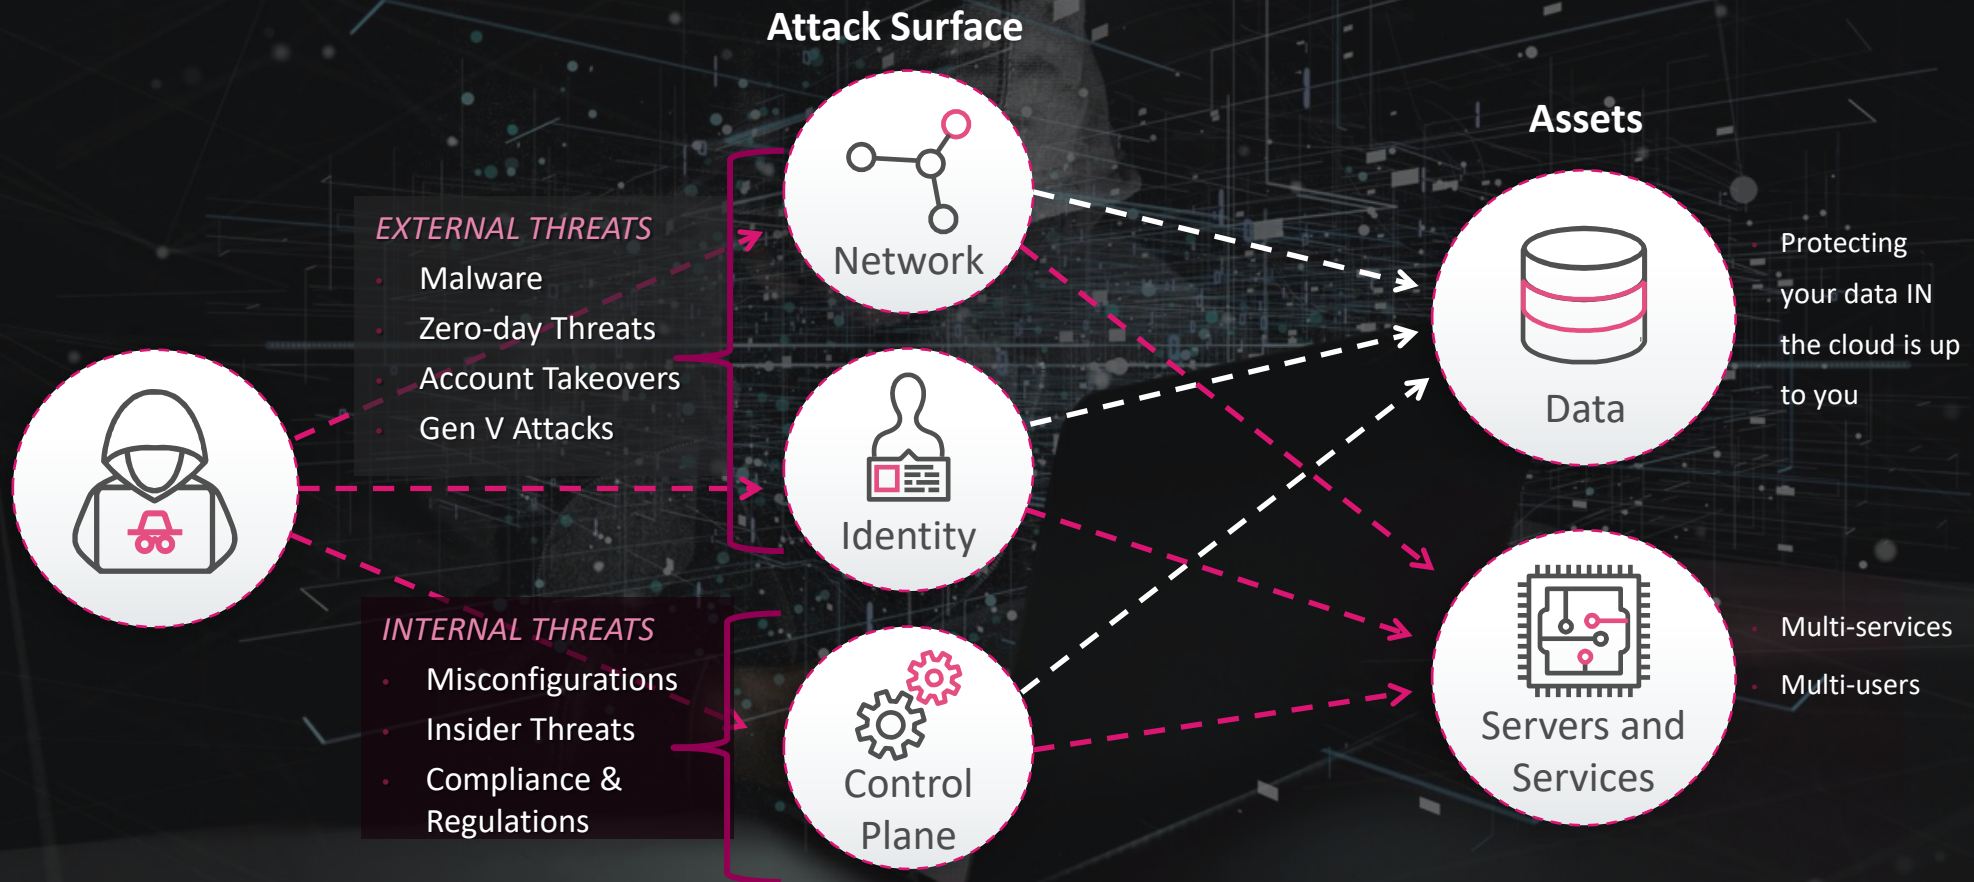 Attack Surface
Assets
EXTERNAL THREATS
Malware
Zero-day Threats
Account Takeovers
Gen V Attacks
INTERNAL THREATS
Misconfigurations
Insider Threats
Compliance &
Regulations
Network
Identity
Control
Plane
Data
Protecting
your data IN
the cloud is up
to you
Servers and
Services
Multi-services
Multi-users